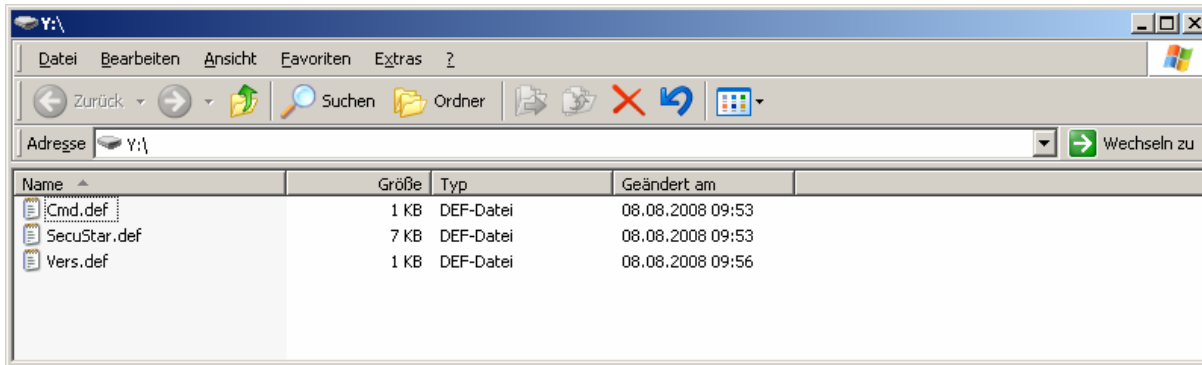 Y:\
Datei Bearbeiten Ansicht Favoriten Extras ?
Zurück Suchen Ordner
Adresse Y:\ Wechseln zu
Name Größe Typ Geändert am
Cmd.def 1 KB DEF-Datei 08.08.2008 09:53
SecuStar.def 7 KB DEF-Datei 08.08.2008 09:53
Vers.def 1 KB DEF-Datei 08.08.2008 09:56